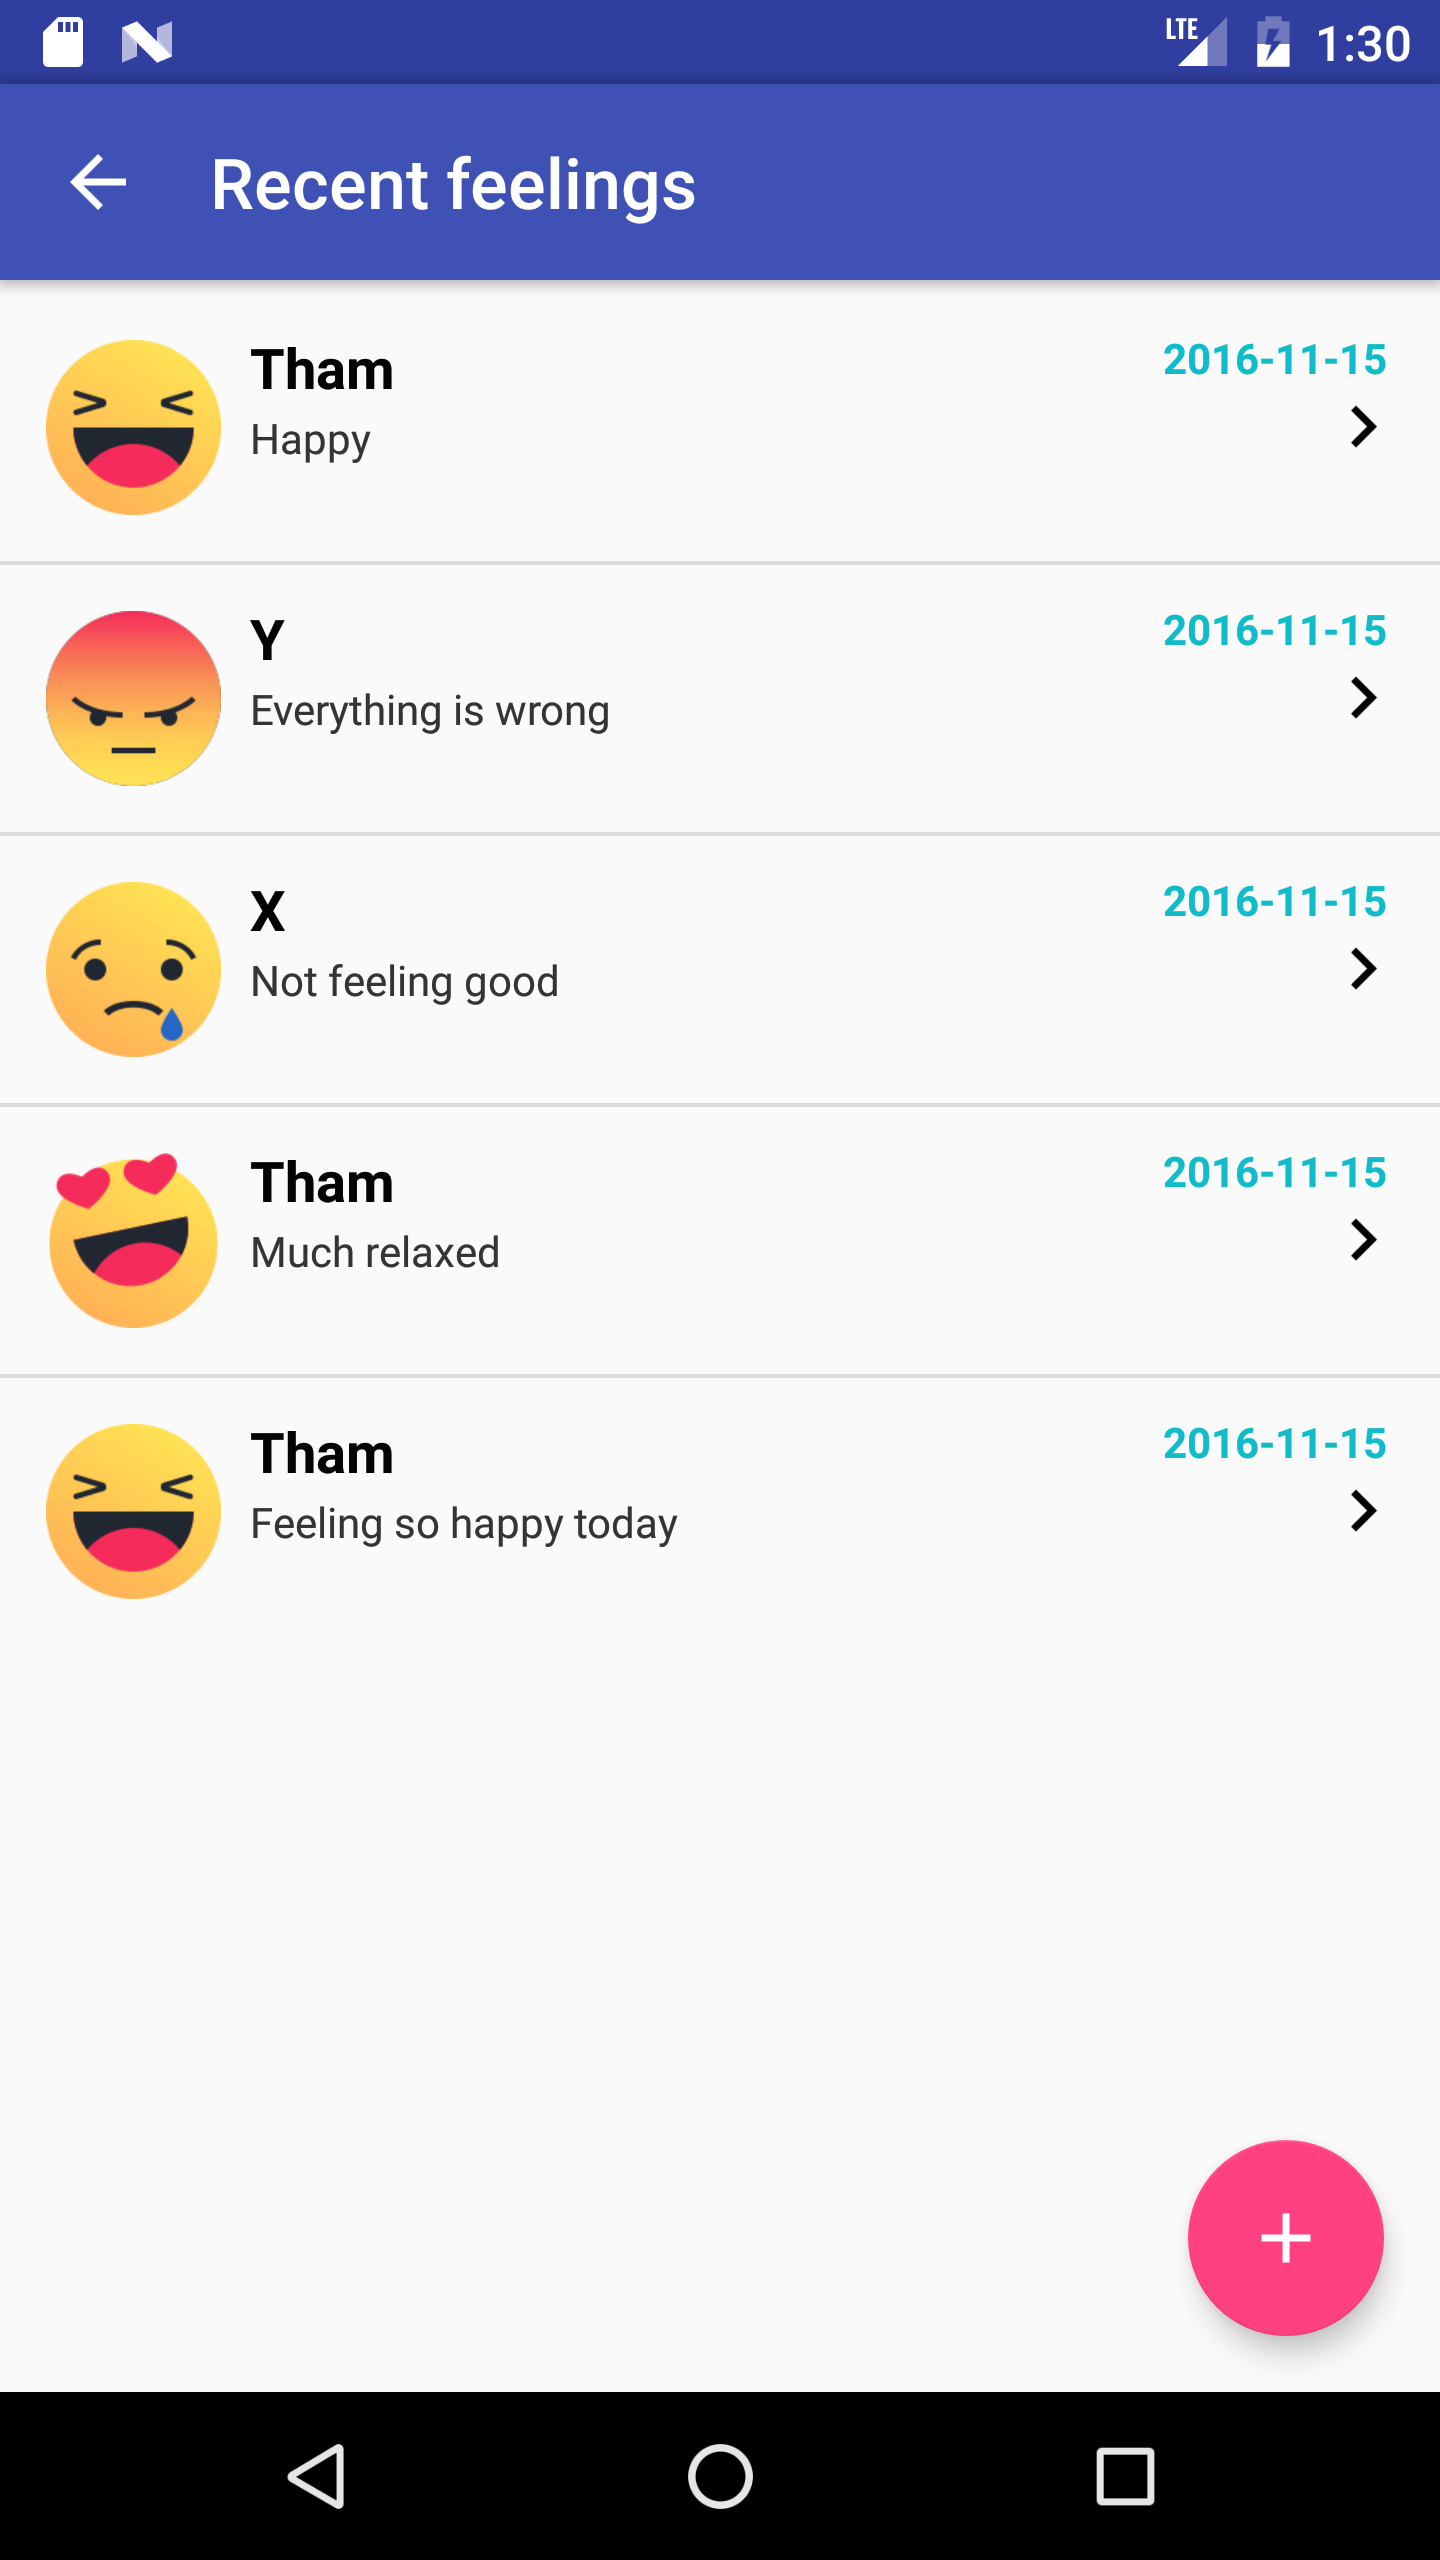 LTE 1:30
Recent feelings
Tham 2016-11-15
Happy
Y 2016-11-15
Everything is wrong
X 2016-11-15
Not feeling good
Tham 2016-11-15
Much relaxed
Tham 2016-11-15
Feeling so happy today